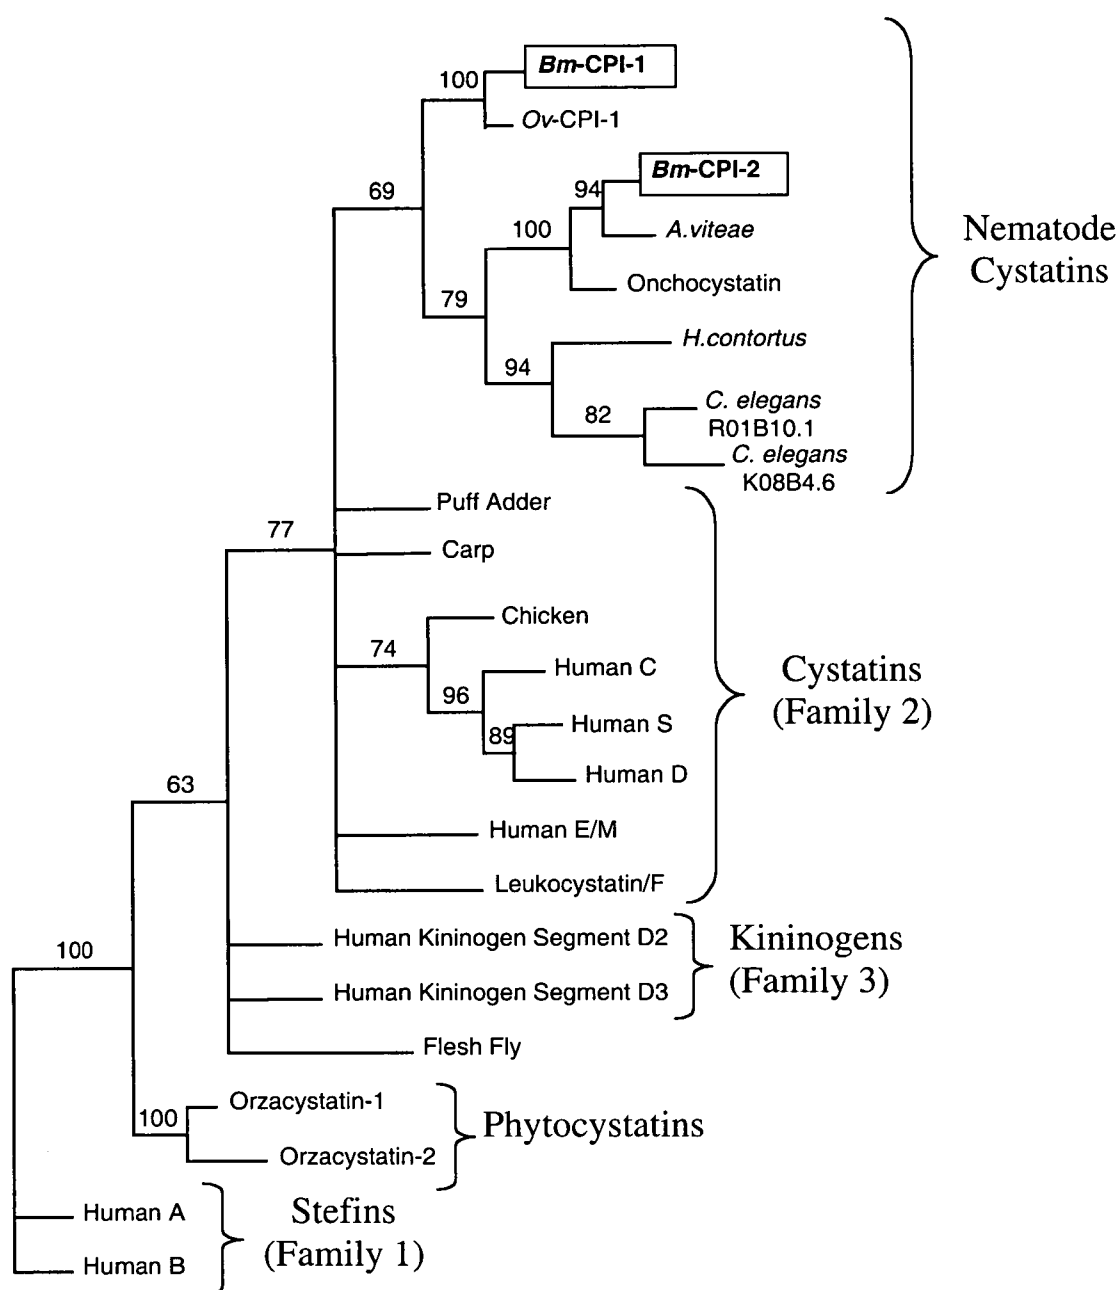 Bm-CPI-1
100
Ov-CPI-1
Bm-CPI-2
94
69
A.viteae
100
Nematode
Cystatins
Onchocystatin
79
H.contortus
94
C. elegans
R01B10.1
82
C. elegans
K08B4.6
Puff Adder
77
Carp
Chicken
74
Human C
Cystatins
(Family 2)
96
Human S
89
Human D
63
Human E/M
Leukocystatin/F
Human Kininogen Segment D2
Kininogens
(Family 3)
100
Human Kininogen Segment D3
Flesh Fly
Orzacystatin-1
100
Phytocystatins
Orzacystatin-2
Human A
Stefins
(Family 1)
Human B